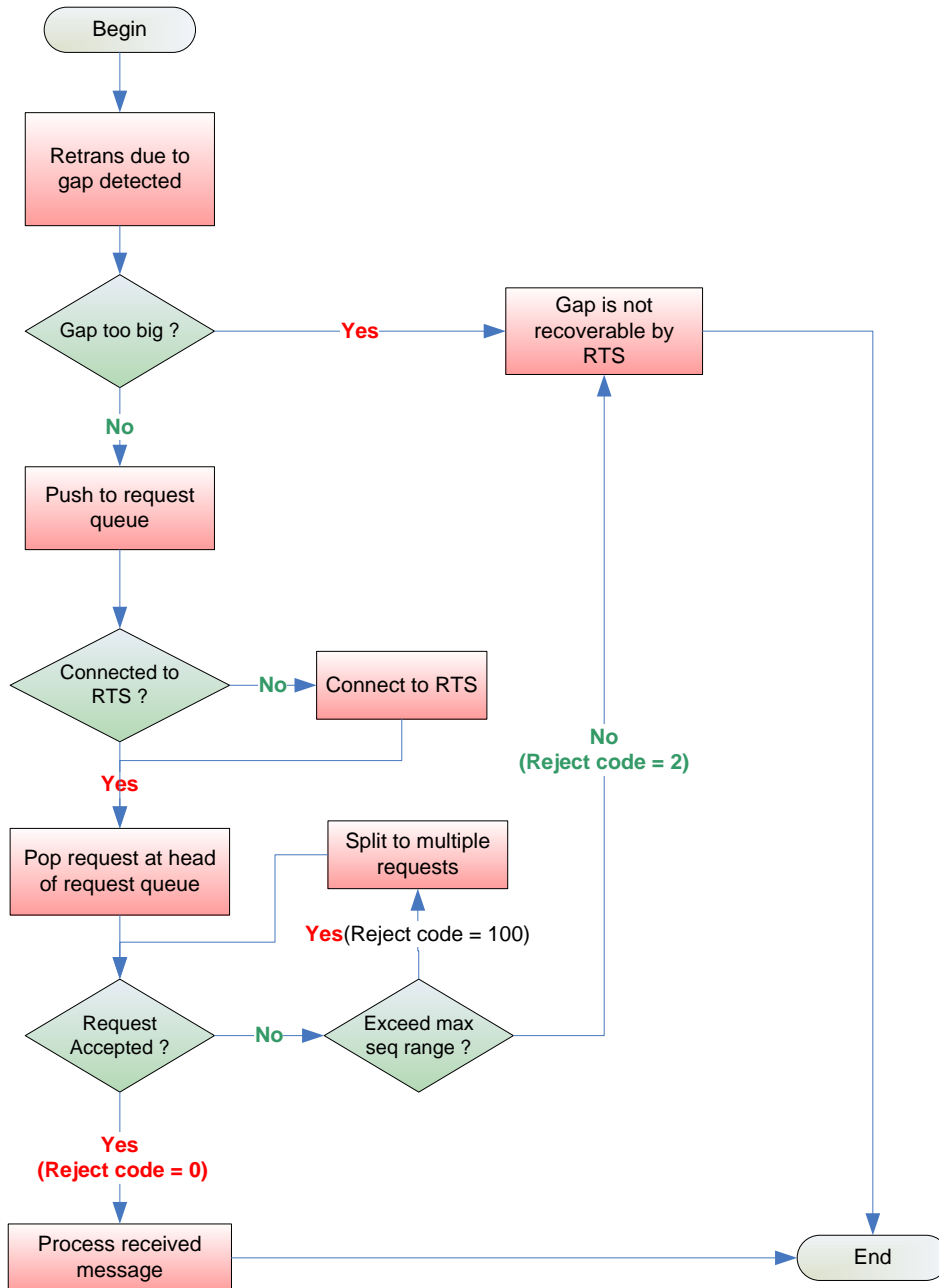 Begin
Retrans due to
gap detected
Gap too big ?
Yes
Gap is not
recoverable by
RTS
No
Push to request
queue
Connected to
RTS ?
No
Connect to RTS
No
(Reject code = 2)
Yes
Pop request at head
of request queue
Split to multiple
requests
Yes(Reject code = 100)
Request
Accepted ?
No
Exceed max
seq range ?
Yes
(Reject code = 0)
Process received
message
End